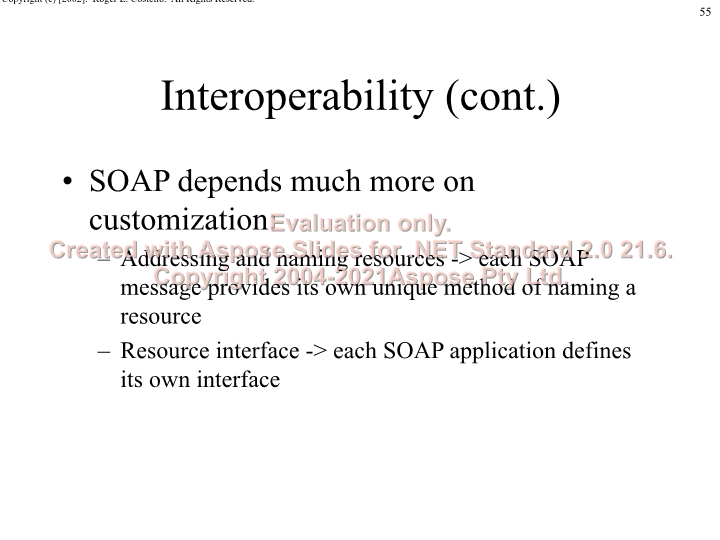 Copyright (c) [2002]. Roger L. Costello. All Rights Reserved.
55
Interoperability (cont.)
• SOAP depends much more on
customization
Evaluation only.
Created with Aspose.Slides for .NET Standard 2.0 21.6.
Copyright 2004-2021Aspose Pty Ltd.
– Addressing and naming resources -> each SOAP
message provides its own unique method of naming a
resource
– Resource interface -> each SOAP application defines
its own interface